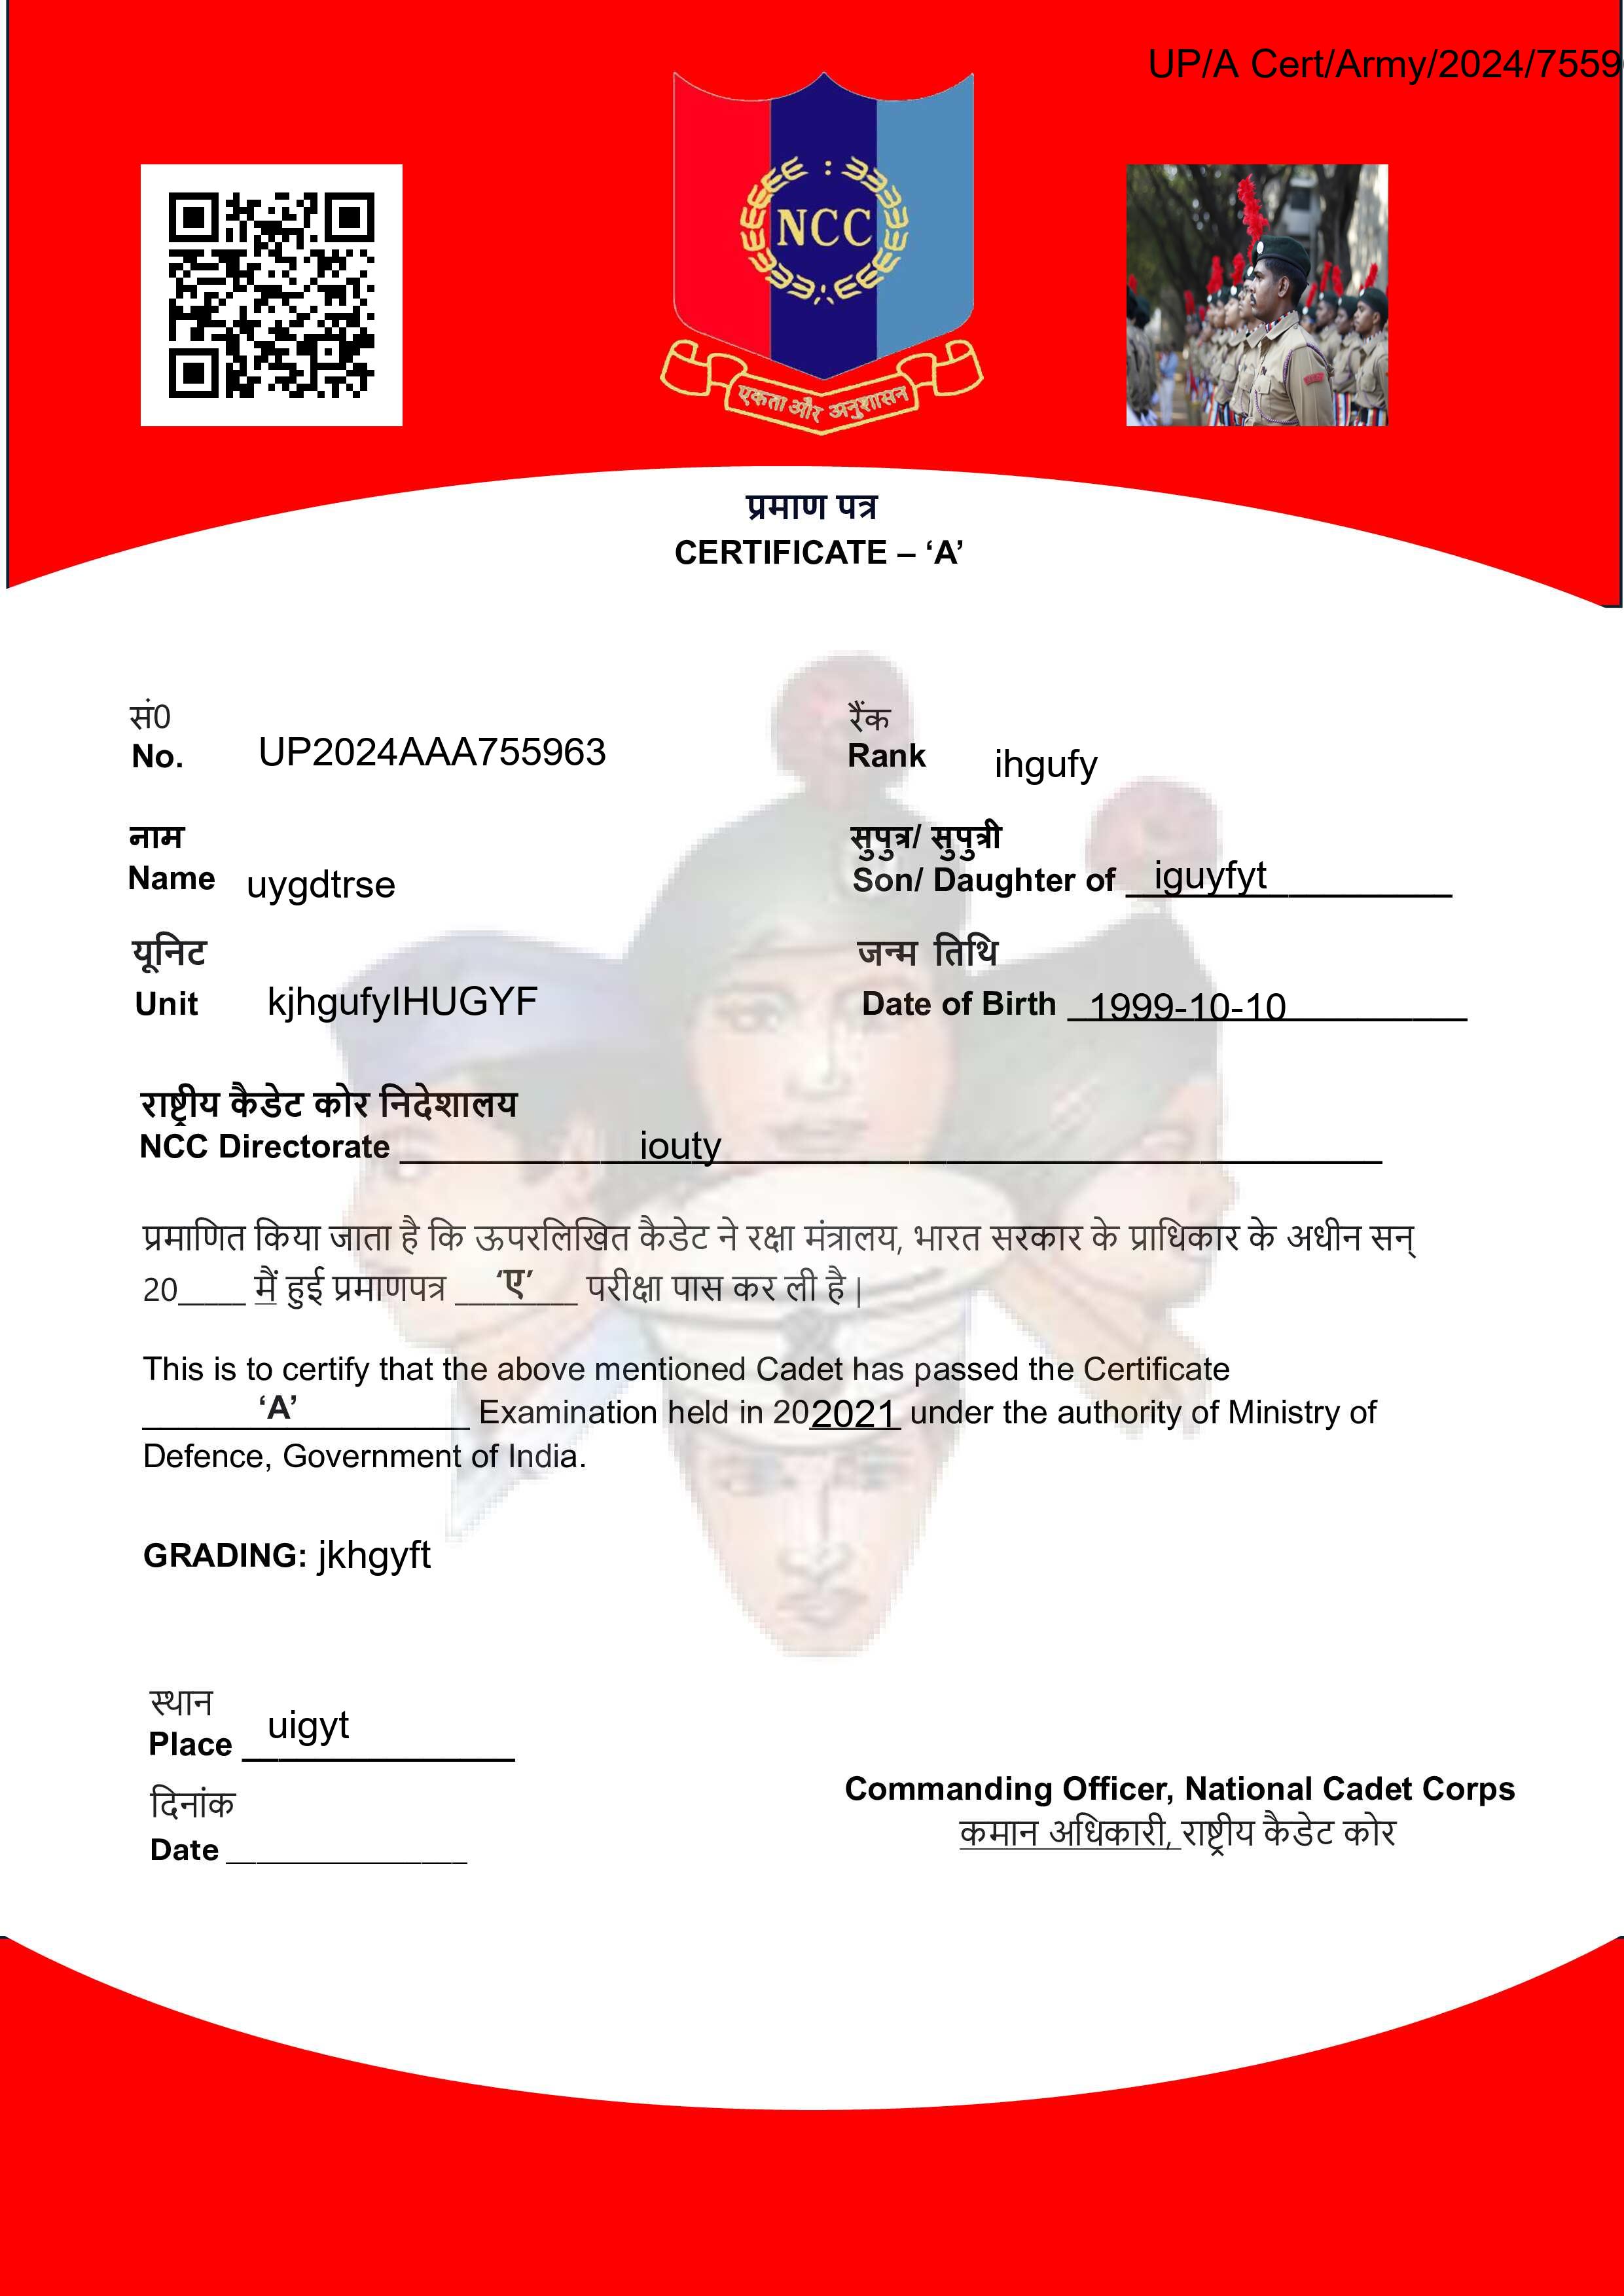 UP/A Cert/Army/2024/7559
NCC
एकता और अनुशासन
प्रमाण पत्र
CERTIFICATE – ‘A’
सं0
No. UP2024AAA755963
रैंक
Rank ihgufy
नाम
Name uygdtrse
सुपुत्र/ सुपुत्री
Son/ Daughter of iguyfyt
यूनिट
Unit kjhgufyIHUGYF
जन्म तिथि
Date of Birth 1999-10-10
राष्ट्रीय कैडेट कोर निदेशालय
NCC Directorate iouty
प्रमाणित किया जाता है कि ऊपरलिखित कैडेट ने रक्षा मंत्रालय, भारत सरकार के प्राधिकार के अधीन सन्
20____ में हुई प्रमाणपत्र ‘ए’ परीक्षा पास कर ली है |
This is to certify that the above mentioned Cadet has passed the Certificate
‘A’ Examination held in 202021 under the authority of Ministry of
Defence, Government of India.
GRADING: jkhgyft
स्थान
Place uigyt
दिनांक
Date ____
Commanding Officer, National Cadet Corps
कमान अधिकारी, राष्ट्रीय कैडेट कोर